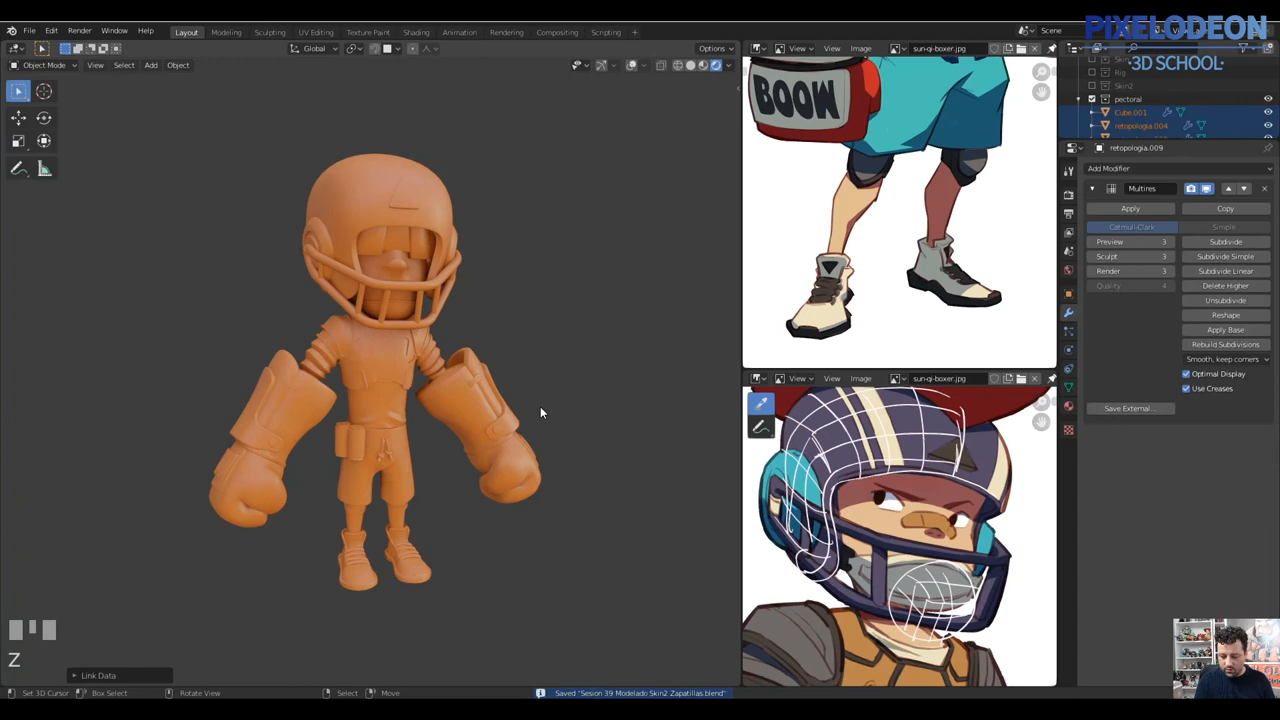 PIXELODEON
·3D SCHOOL·
File Edit Render Window Help
Layout Modeling Sculpting UV Editing Texture Paint Shading Animation Rendering Compositing Scripting +
Scene
Global
Options
View Image sun-qi-boxer.jpg
Object Mode View Select Add Object
Rig
Skin2
pectoral
Cube.001
retopologia.004
BOOW
retopologia.009
Add Modifier
Multires
Apply Copy
Catmull-Clark Simple
Preview 3 Subdivide
Sculpt 3 Subdivide Simple
Render 3 Subdivide Linear
Quality 4 Delete Higher
Unsubdivide
Reshape
Apply Base
Rebuild Subdivisions
Smooth, keep corners
Optimal Display
Use Creases
Save External...
View View Image sun-qi-boxer.jpg
Z
Link Data
Set 3D Cursor Box Select Rotate View Select Move Saved "Sesion 39 Modelado Skin2 Zapatillas.blend"